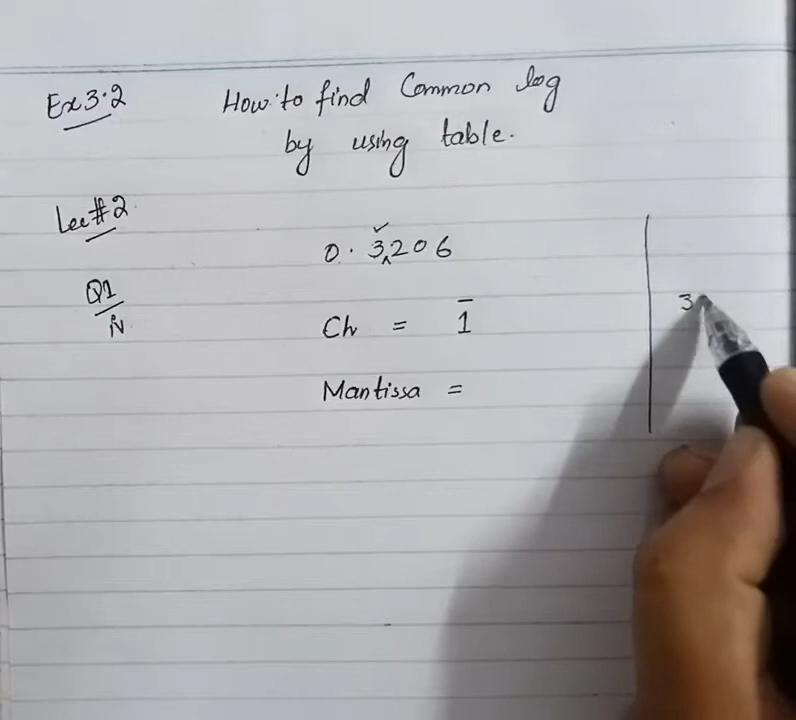 Ex 3.2 How to find Common log
by using table.
Lec#2
0.3206
Q1
iv
Ch = 1̅
3
Mantissa =